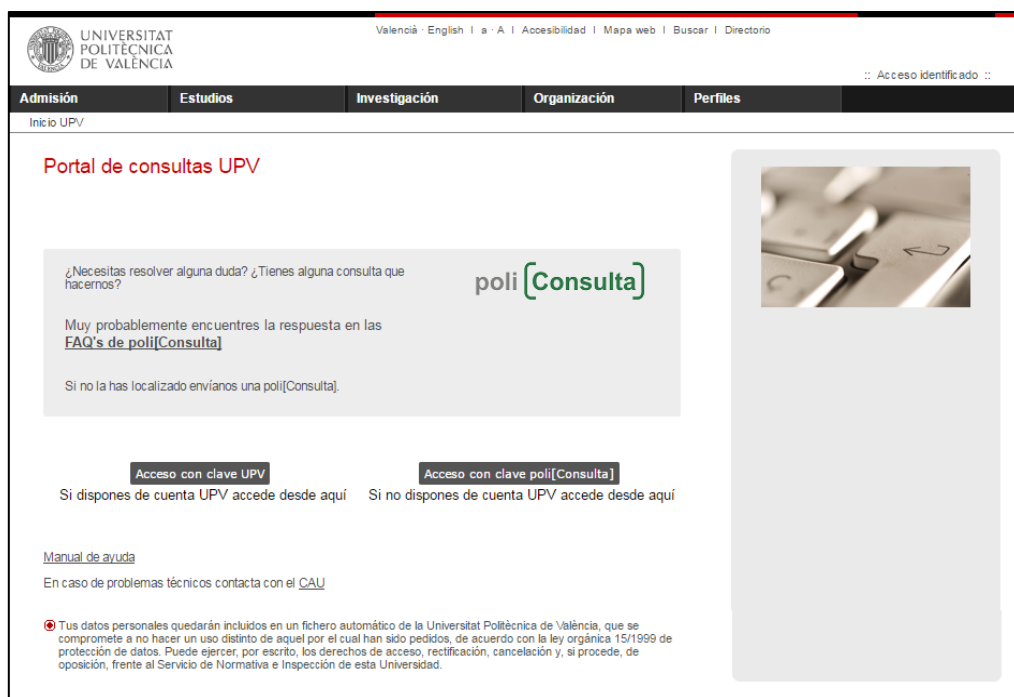 UNIVERSITAT
POLITÈCNICA
DE VALÈNCIA
Valencià · English | a · A | Accesibilidad | Mapa web | Buscar | Directorio
:: Acceso identificado ::
Admisión Estudios Investigación Organización Perfiles
Inicio UPV
Portal de consultas UPV
¿Necesitas resolver alguna duda? ¿Tienes alguna consulta que
hacernos?
poli [Consulta]
Muy probablemente encuentres la respuesta en las
FAQ's de poli[Consulta]
Si no la has localizado envíanos una poli[Consulta].
Acceso con clave UPV
Si dispones de cuenta UPV accede desde aquí
Acceso con clave poli[Consulta]
Si no dispones de cuenta UPV accede desde aquí
Manual de ayuda
En caso de problemas técnicos contacta con el CAU
Tus datos personales quedarán incluidos en un fichero automático de la Universitat Politècnica de València, que se
compromete a no hacer un uso distinto de aquel por el cual han sido pedidos, de acuerdo con la ley orgánica 15/1999 de
protección de datos. Puede ejercer, por escrito, los derechos de acceso, rectificación, cancelación y, si procede, de
oposición, frente al Servicio de Normativa e Inspección de esta Universidad.